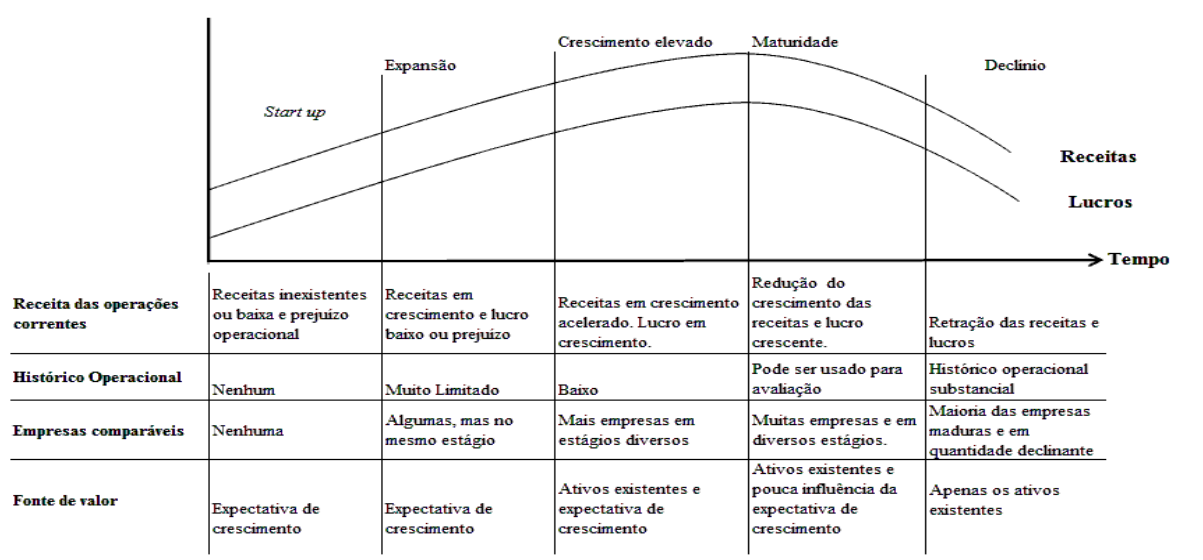 Crescimento elevado
Maturidade
Expansão
Declínio
Start up
Receitas
Lucros
Tempo
Receita das operações
correntes
Receitas inexistentes
ou baixa e prejuízo
operacional
Receitas em
crescimento e lucro
baixo ou prejuízo
Receitas em crescimento
acelerado. Lucro em
crescimento.
Redução do
crescimento das
receitas e lucro
crescente.
Retração das receitas e
lucros
Histórico Operacional
Nenhum
Muito Limitado
Baixo
Pode ser usado para
avaliação
Histórico operacional
substancial
Empresas comparáveis
Nenhuma
Algumas, mas no
mesmo estágio
Mais empresas em
estágios diversos
Muitas empresas e em
diversos estágios.
Maioria das empresas
maduras e em
quantidade declinante
Fonte de valor
Expectativa de
crescimento
Expectativa de
crescimento
Ativos existentes e
expectativa de
crescimento
Ativos existentes e
pouca influência da
expectativa de
crescimento
Apenas os ativos
existentes